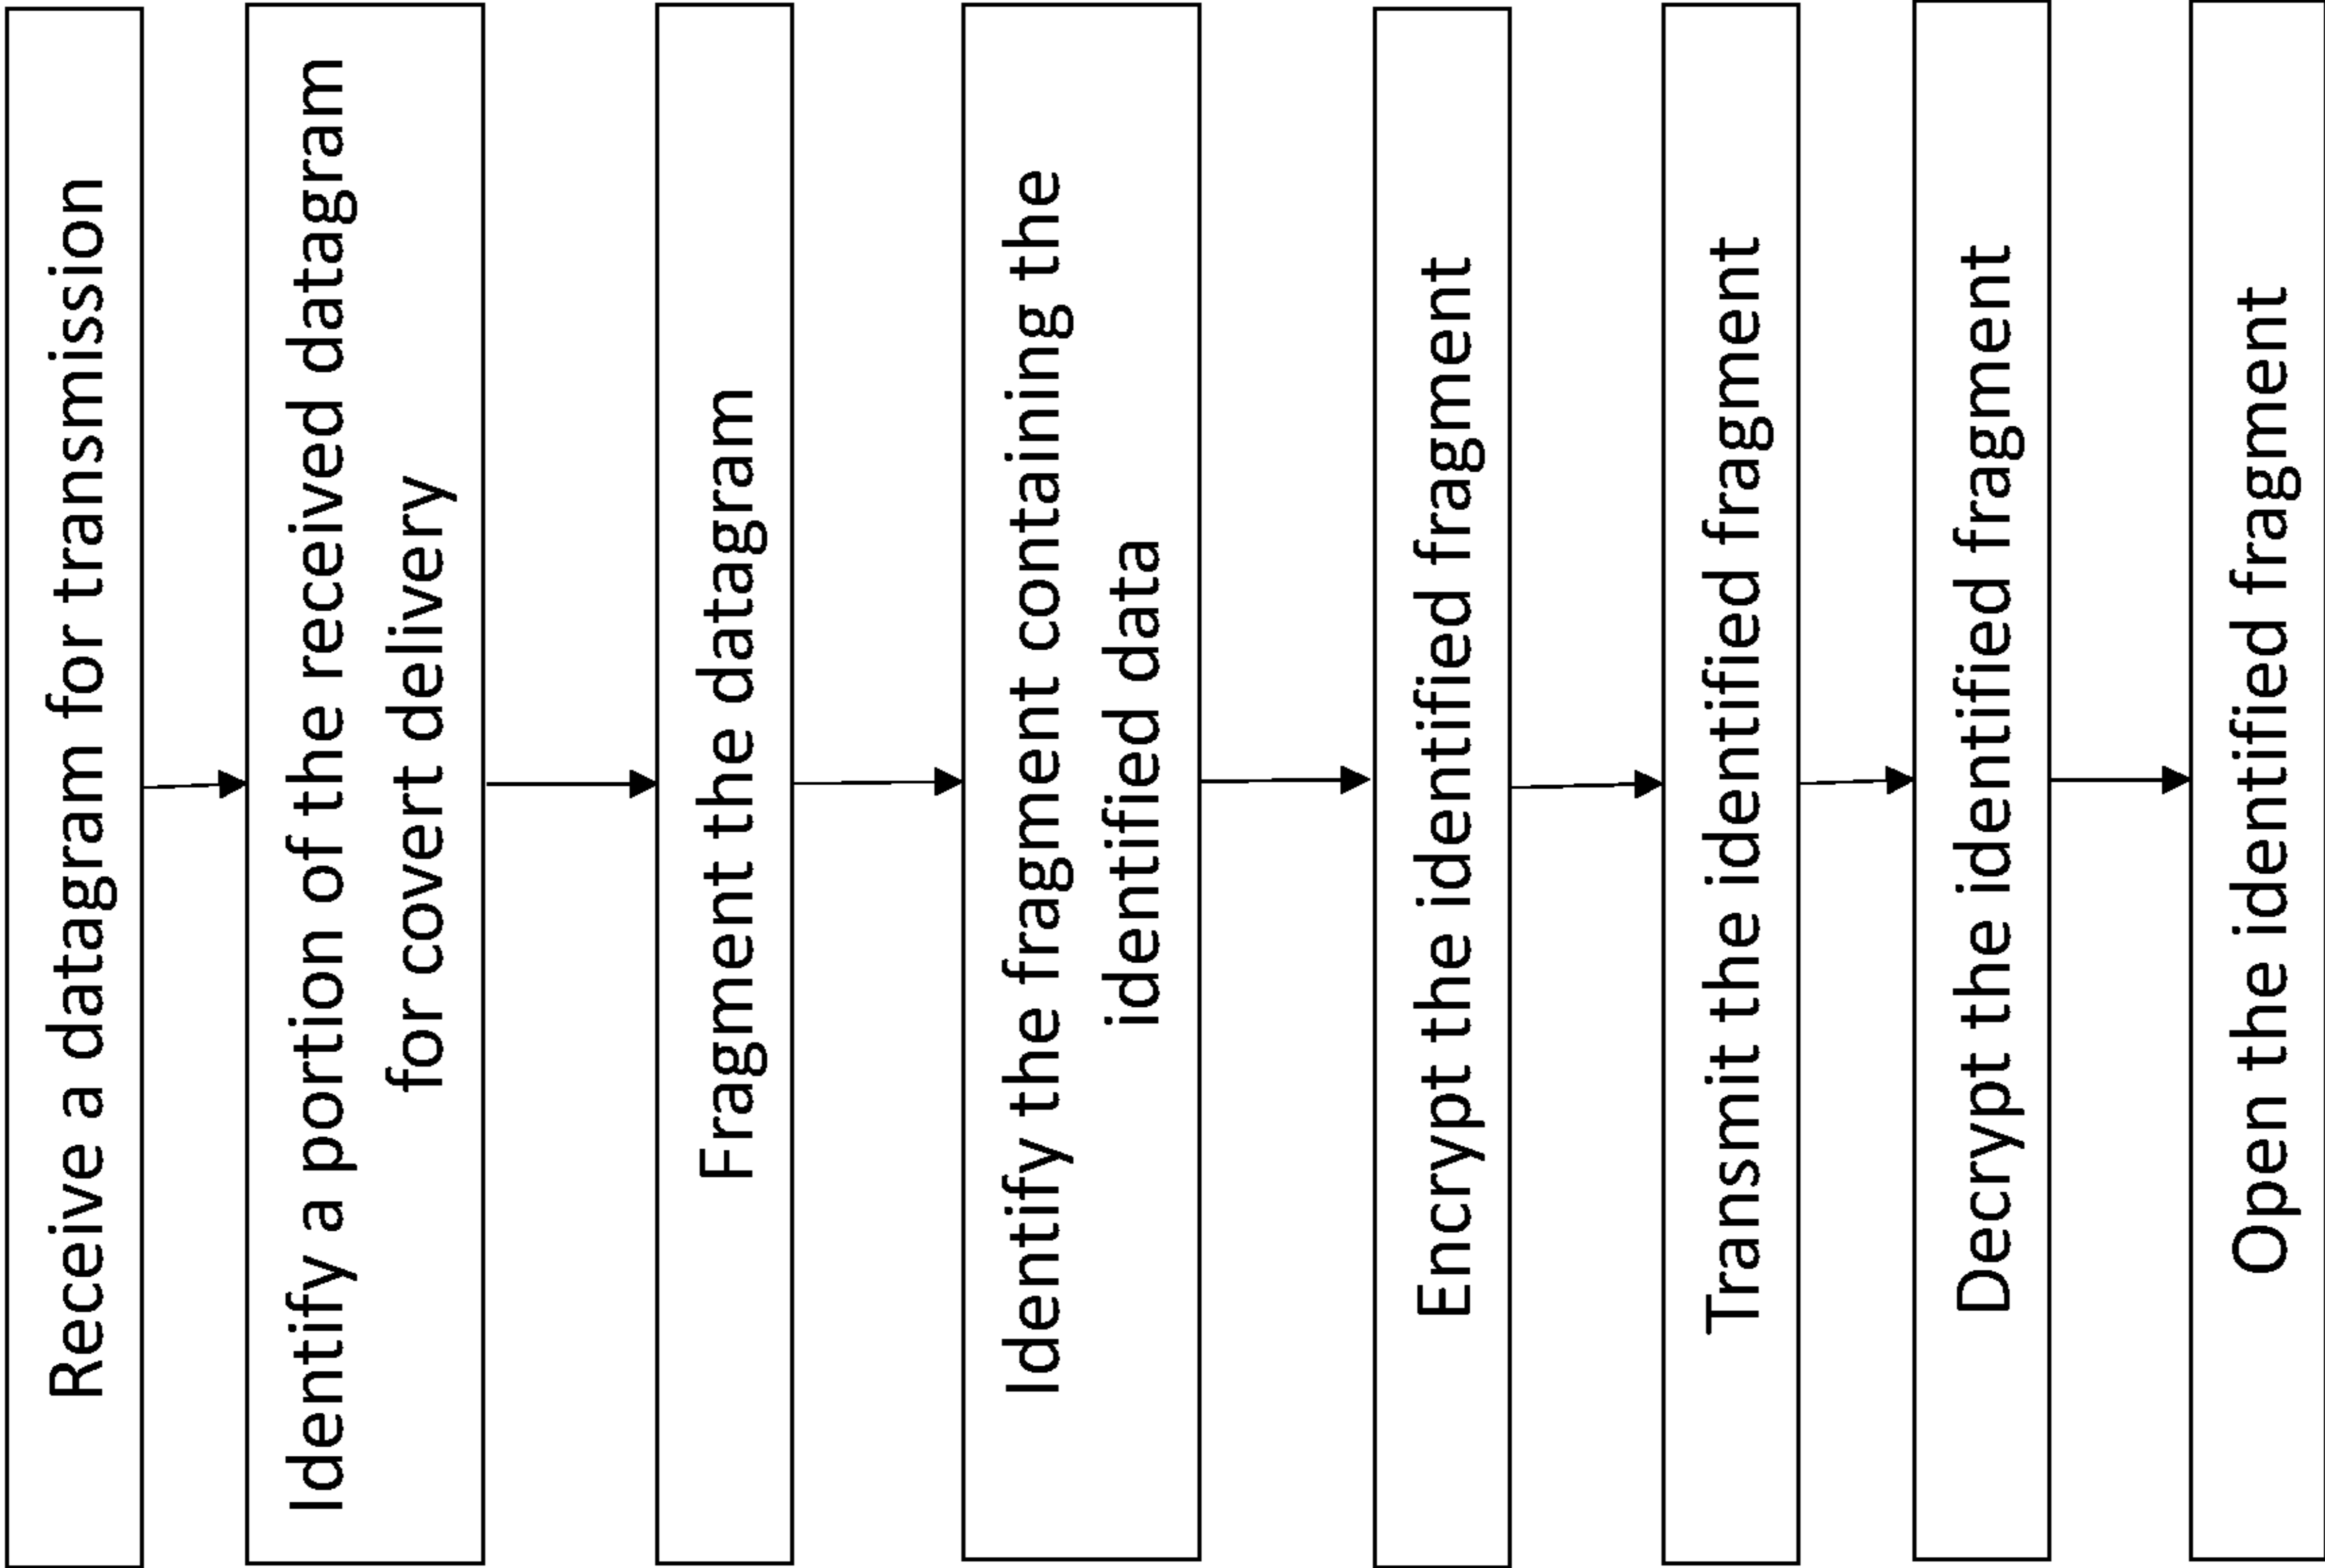 Receive a datagram for transmission
Identify a portion of the received datagram
for covert delivery
Fragment the datagram
Identify the fragment containing the
identified data
Encrypt the identified fragment
Transmit the identified fragment
Decrypt the identified fragment
Open the identified fragment